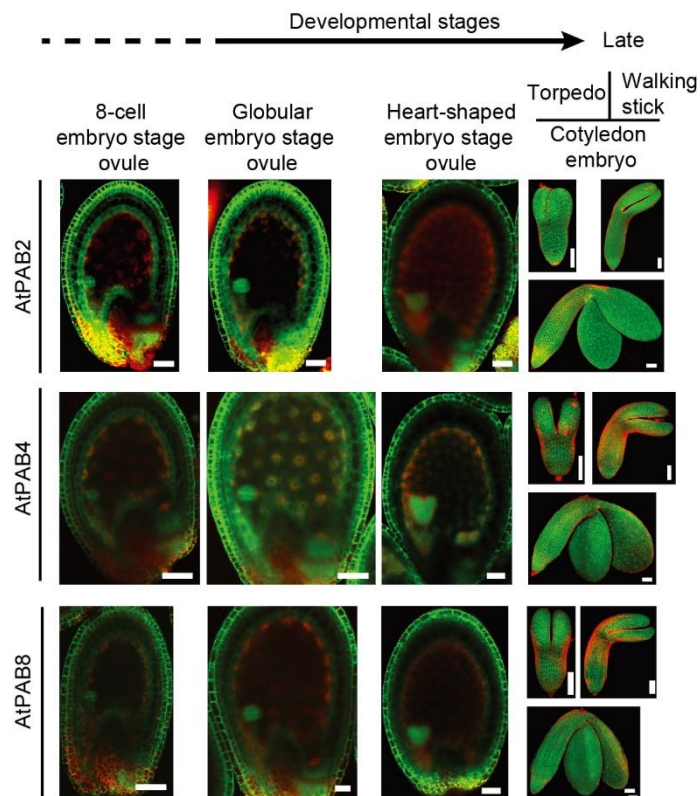 Developmental stages
Late
Torpedo
Walking
stick
8-cell
embryo stage
ovule
Globular
embryo stage
ovule
Heart-shaped
embryo stage
ovule
Cotyledon
embryo
AtPAB2
AtPAB4
AtPAB8